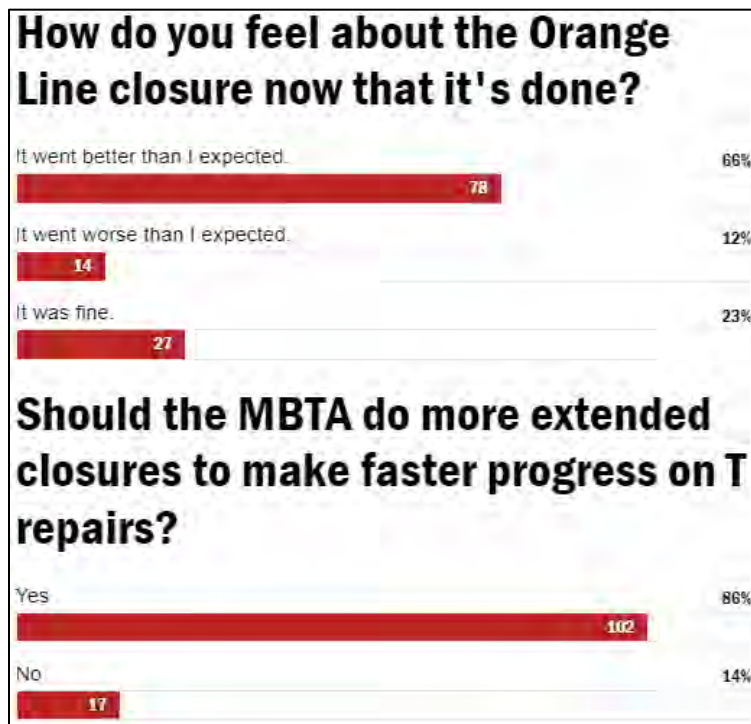 How do you feel about the Orange
Line closure now that it's done?
It went better than I expected.
66%
78
It went worse than I expected.
12%
14
It was fine.
23%
27
Should the MBTA do more extended
closures to make faster progress on T
repairs?
Yes
86%
102
No
14%
17